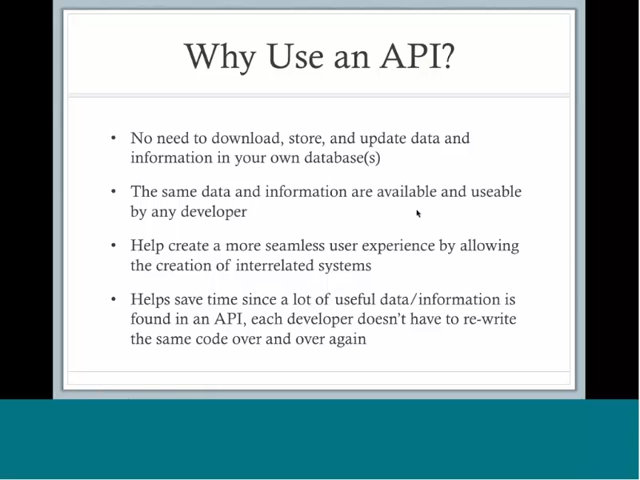 Why Use an API?
• No need to download, store, and update data and
information in your own database(s)
• The same data and information are available and useable
by any developer
• Help create a more seamless user experience by allowing
the creation of interrelated systems
• Helps save time since a lot of useful data/information is
found in an API, each developer doesn't have to re-write
the same code over and over again